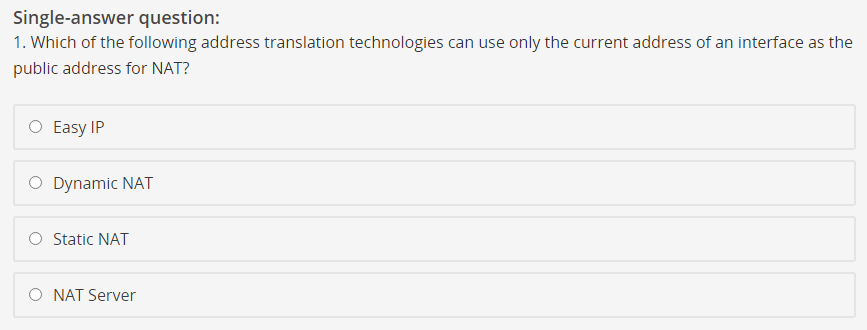 Single-answer question:
1. Which of the following address translation technologies can use only the current address of an interface as the
public address for NAT?
Easy IP
Dynamic NAT
Static NAT
NAT Server